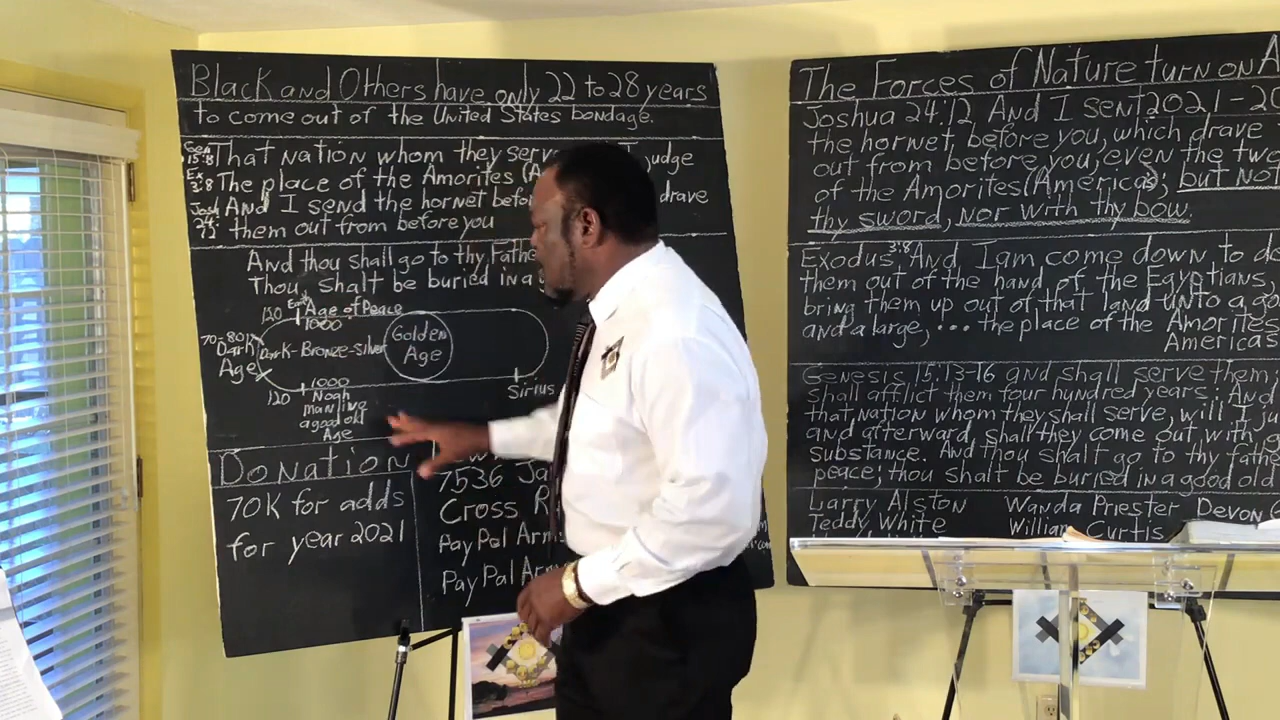 Black and Others have only 22 to 28 years
to come out of the United States bondage.
Gen 15:18 That nation whom they serve judge
Ex 3:8 The place of the Amorites
Josh And I send the hornet before drave
them out from before you
And thou shall go to thy Fathe
Thou shalt be buried in a g
150 Age of Peace
1000
70-80
Dark
Age
Dark-Bronze-Silver
Golden
Age
Sirius
120
1000
Noah
man live
a good old
Age
Donation
70K for adds
for year 2021
7536 Ja
Cross R
PayPal Arm
PayPal Arm
The Forces of Nature turn on A
Joshua 24:12 And I sent 2021-20
the hornet before you, which drave
out from before you, even the two
of the Amorites (Americas), but not
thy sword, nor with thy bow.
Exodus 3:8 And I am come down to de
them out of the hand of the Egyptians,
bring them up out of that land unto a go
and a large, ... the place of the Amorites
Americas
Genesis 15:13-16 and shall serve them;
shall afflict them four hundred years; And
that nation whom they shall serve, will I ju
and afterward shall they come out with g
substance. And thou shalt go to thy fathe
peace; thou shalt be buried in a good old
Larry Alston Wanda Priester Devon
Teddy White William Curtis